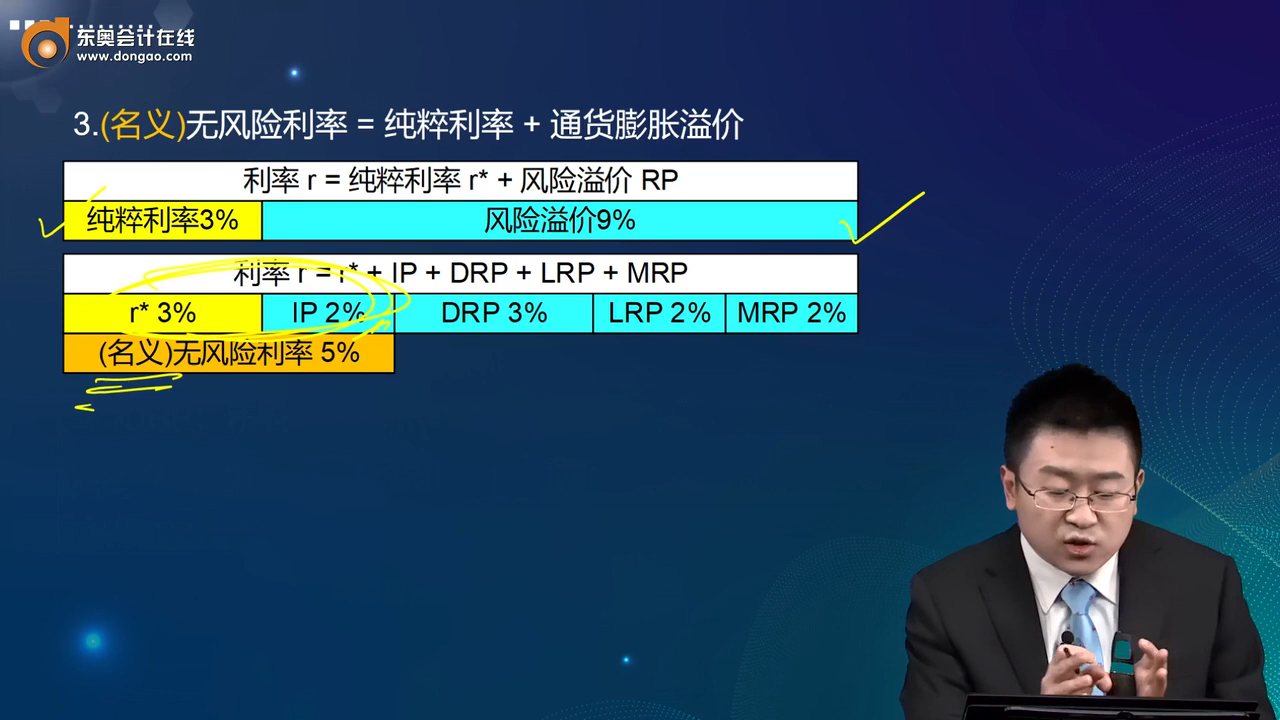 东奥会计在线
www.dongao.com
3.(名义)无风险利率 = 纯粹利率 + 通货膨胀溢价
利率 r = 纯粹利率 r* + 风险溢价 RP
纯粹利率3% 风险溢价9%
利率 r = r* + IP + DRP + LRP + MRP
r* 3% IP 2% DRP 3% LRP 2% MRP 2%
(名义)无风险利率 5%